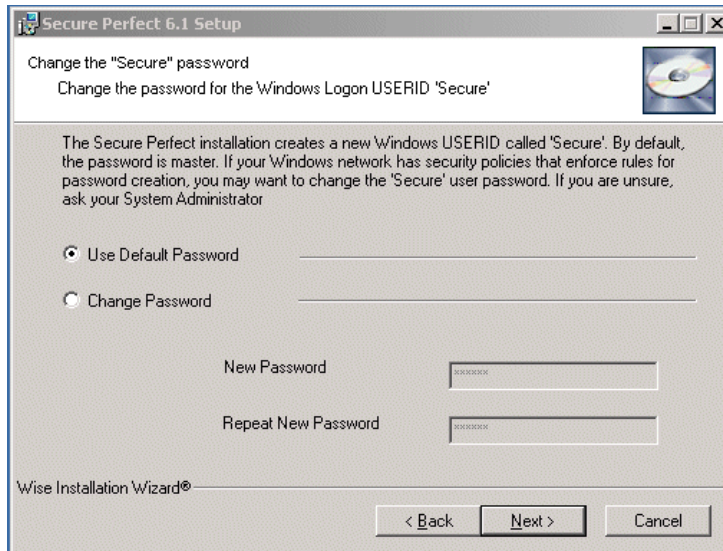 Secure Perfect 6.1 Setup
Change the "Secure" password
Change the password for the Windows Logon USERID 'Secure'
The Secure Perfect installation creates a new Windows USERID called 'Secure'. By default,
the password is master. If your Windows network has security policies that enforce rules for
password creation, you may want to change the 'Secure' user password. If you are unsure,
ask your System Administrator
Use Default Password
Change Password
New Password
xxxxxx
Repeat New Password
xxxxxx
Wise Installation Wizard®
< Back Next > Cancel